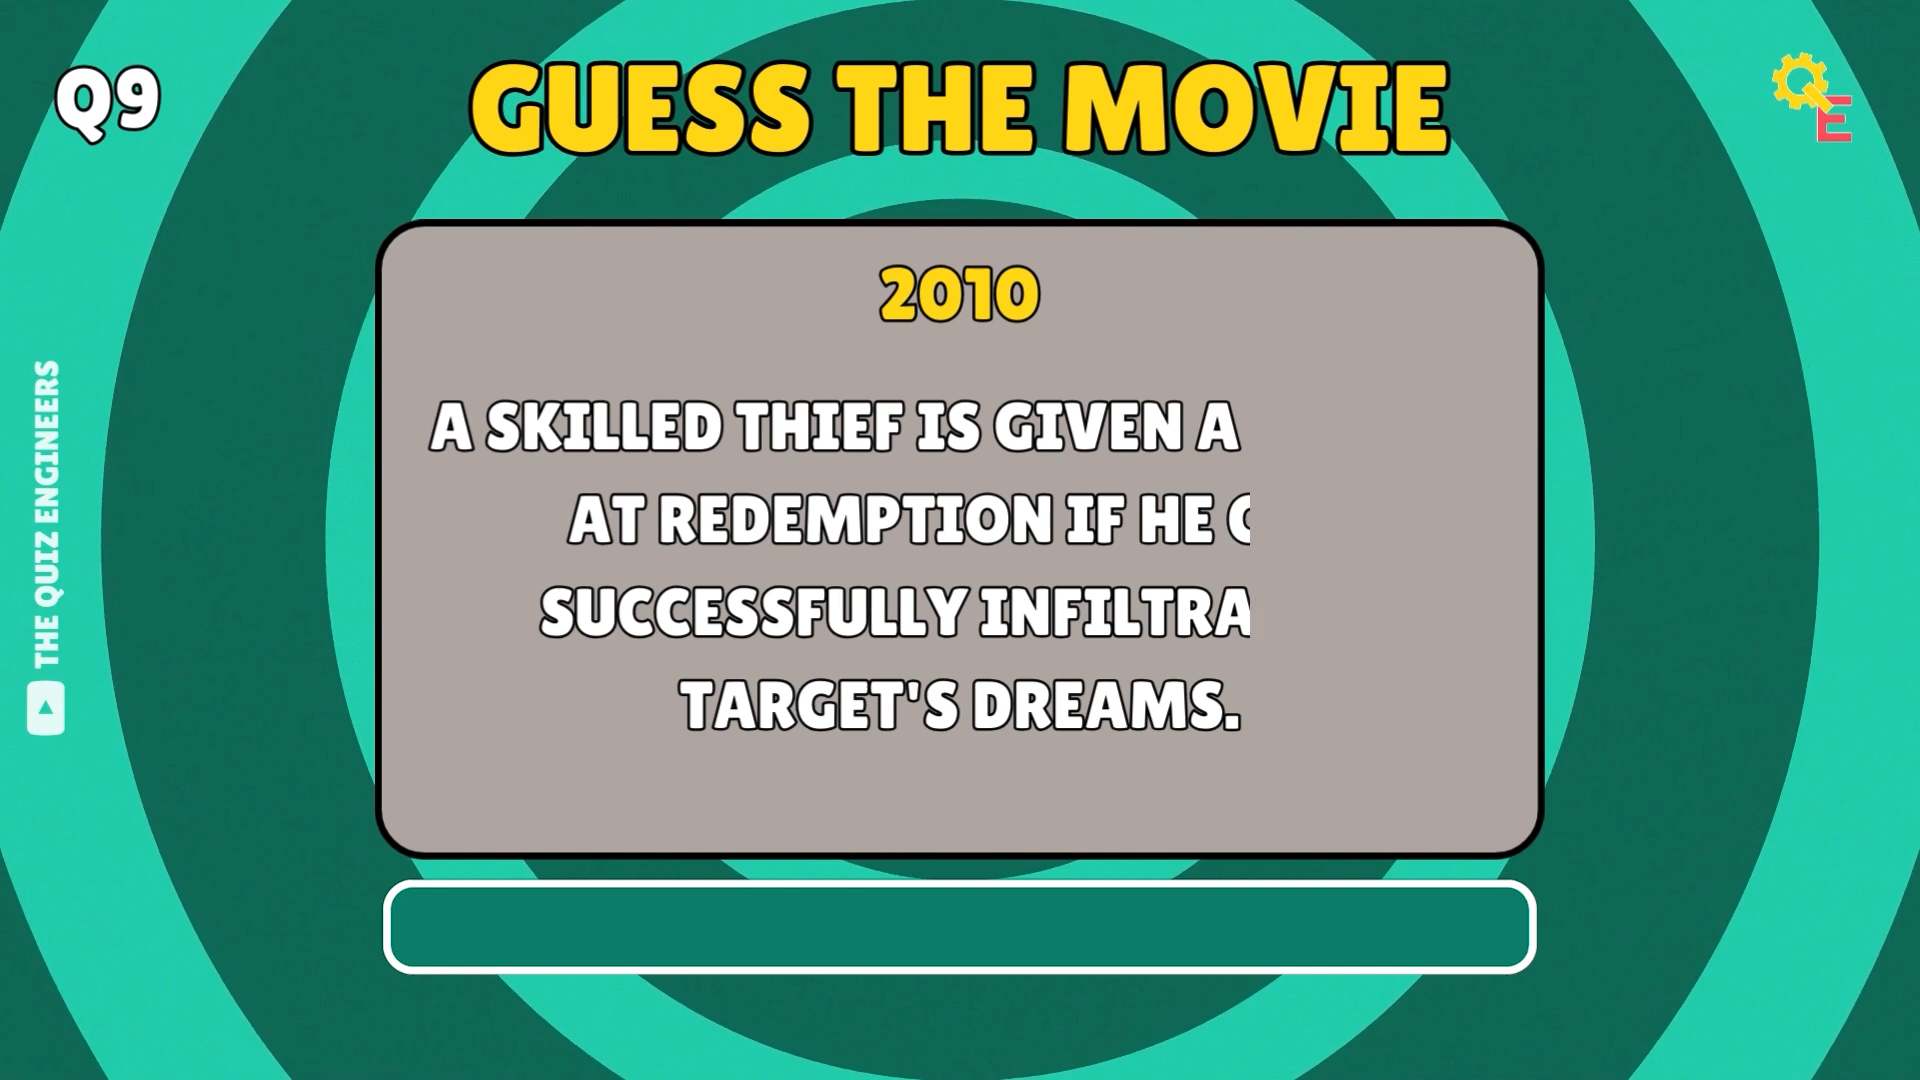 Q9
GUESS THE MOVIE
E
2010
A SKILLED THIEF IS GIVEN A
AT REDEMPTION IF HE
SUCCESSFULLY INFILTRA
TARGET'S DREAMS.
THE QUIZ ENGINEERS